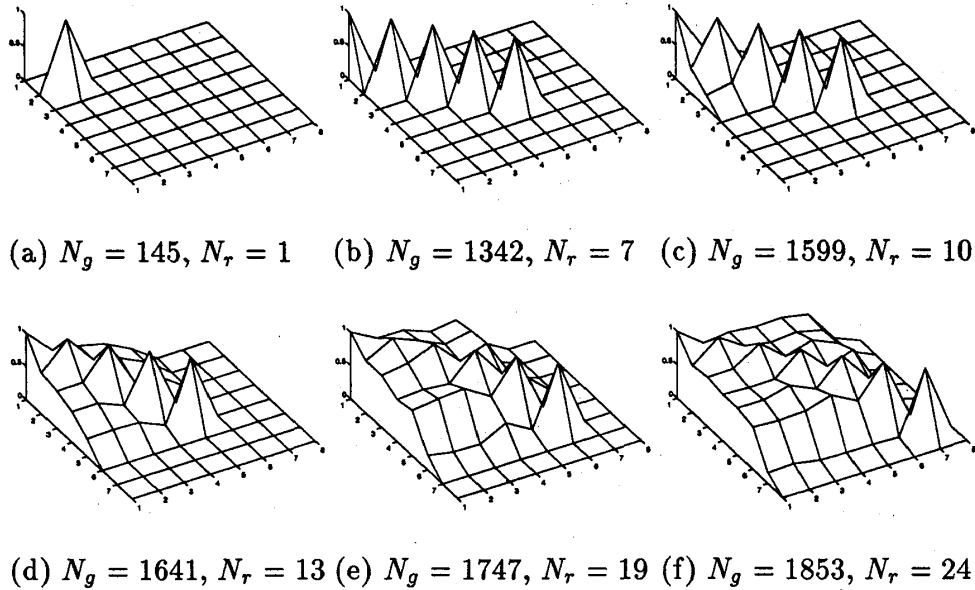 (a) N_g = 145, N_r = 1 (b) N_g = 1342, N_r = 7 (c) N_g = 1599, N_r = 10
(d) N_g = 1641, N_r = 13 (e) N_g = 1747, N_r = 19 (f) N_g = 1853, N_r = 24